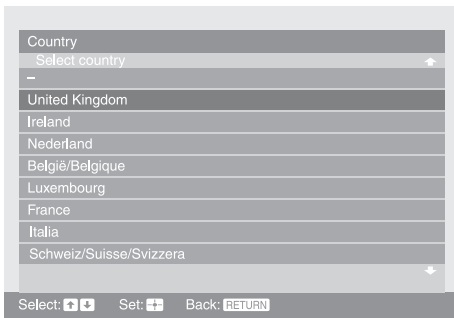 Country
Select country
–
United Kingdom
Ireland
Nederland
België/Belgique
Luxembourg
France
Italia
Schweiz/Suisse/Svizzera
Select: Set: Back: RETURN